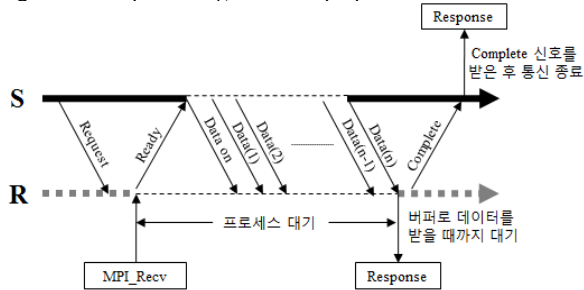 Response
Complete 신호를
받은 후 통신 종료
S
Request
Ready
Data on
Data(1)
Data(2)
Data(n-1)
Data(n)
Complete
R
프로세스 대기
버퍼로 데이터를
받을 때까지 대기
MPI_Recv
Response